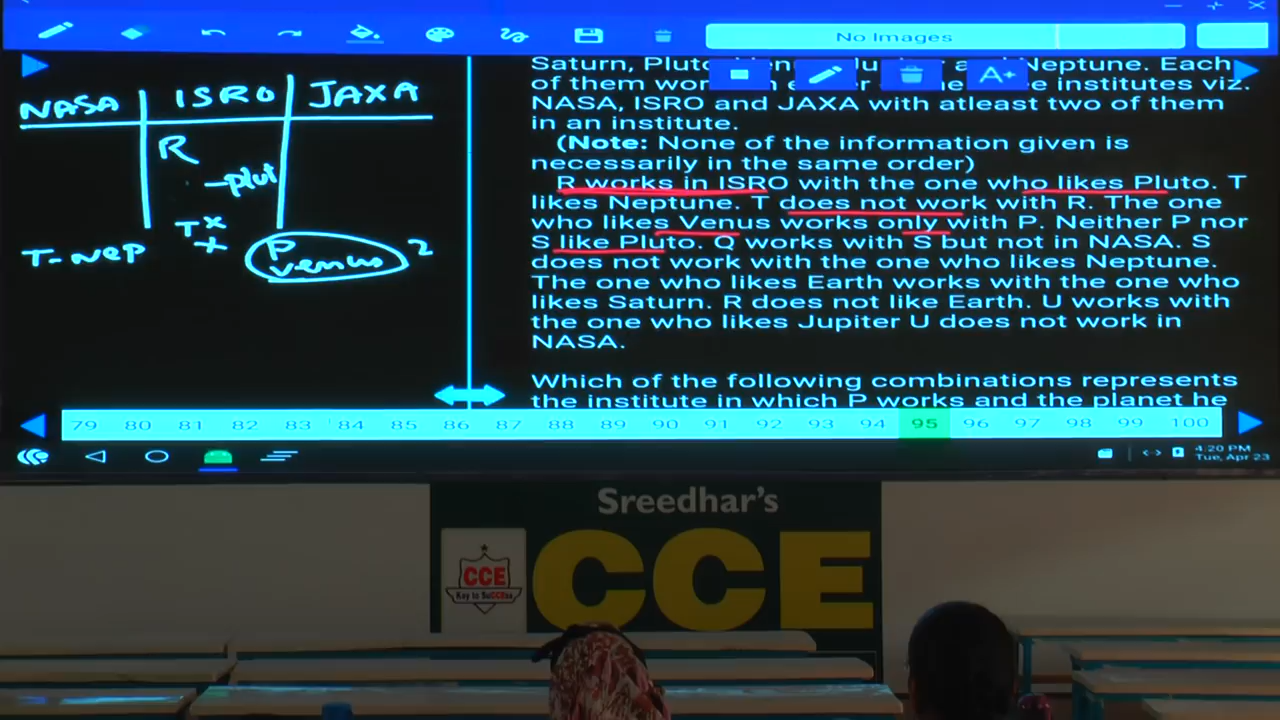 No Images
NASA ISRO JAXA
R
-plut
T x
x
T-Nep
P
venus 2
Saturn, Pluto
Neptune. Each
of them wor
institutes viz.
NASA, ISRO and JAXA with atleast two of them
in an institute.
(Note: None of the information given is
necessarily in the same order)
R works in ISRO with the one who likes Pluto. T
likes Neptune. T does not work with R. The one
who likes Venus works only with P. Neither P nor
S like Pluto. Q works with S but not in NASA. S
does not work with the one who likes Neptune.
The one who likes Earth works with the one who
likes Saturn. R does not like Earth. U works with
the one who likes Jupiter U does not work in
NASA.
Which of the following combinations represents
the institute in which P works and the planet he
A+
79 80 81 82 83 84 85 86 87 88 89 90 91 92 93 94 95 96 97 98 99 100
4:20 PM
Tue, Apr 23
Sreedhar's
CCE
CCE
Key to SuCCEss